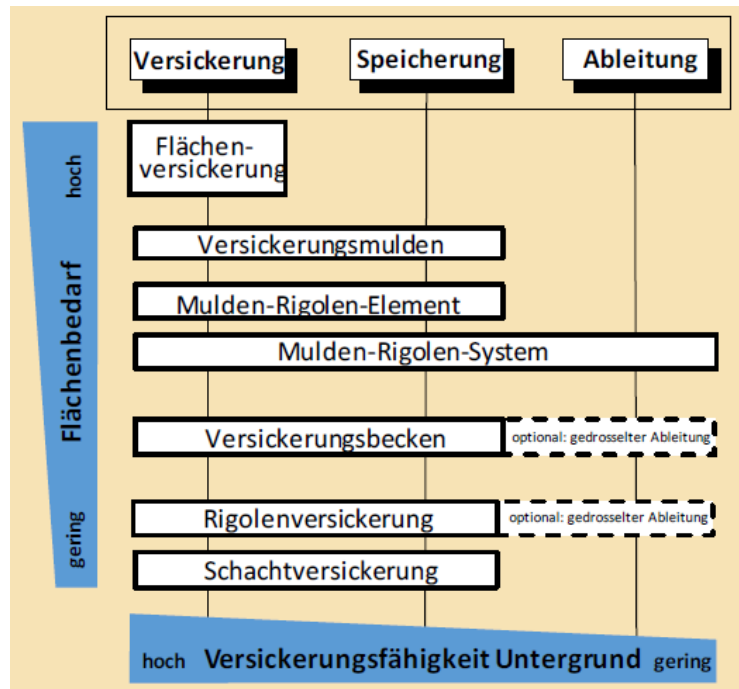 Versickerung
Speicherung
Ableitung
Flächen-
versickerung
Versickerungsmulden
Mulden-Rigolen-Element
Mulden-Rigolen-System
Versickerungsbecken
optional: gedrosselter Ableitung
Rigolenversickerung
optional: gedrosselter Ableitung
Schachtversickerung
hoch
Flächenbedarf
gering
hoch Versickerungsfähigkeit Untergrund gering